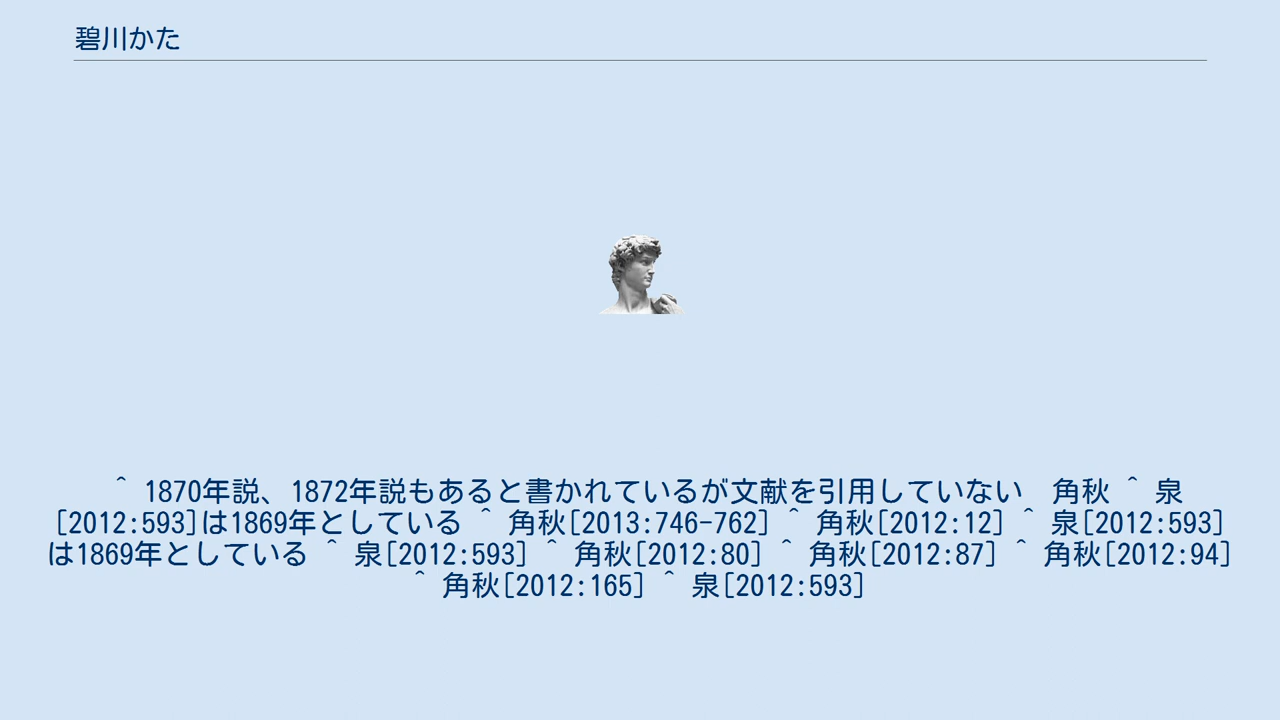 碧川かた
^ 1870年説、1872年説もあると書かれているが文献を引用していない　角秋 ^ 泉
[2012:593]は1869年としている ^ 角秋[2013:746-762] ^ 角秋[2012:12] ^ 泉[2012:593]
は1869年としている ^ 泉[2012:593] ^ 角秋[2012:80] ^ 角秋[2012:87] ^ 角秋[2012:94]
^ 角秋[2012:165] ^ 泉[2012:593]